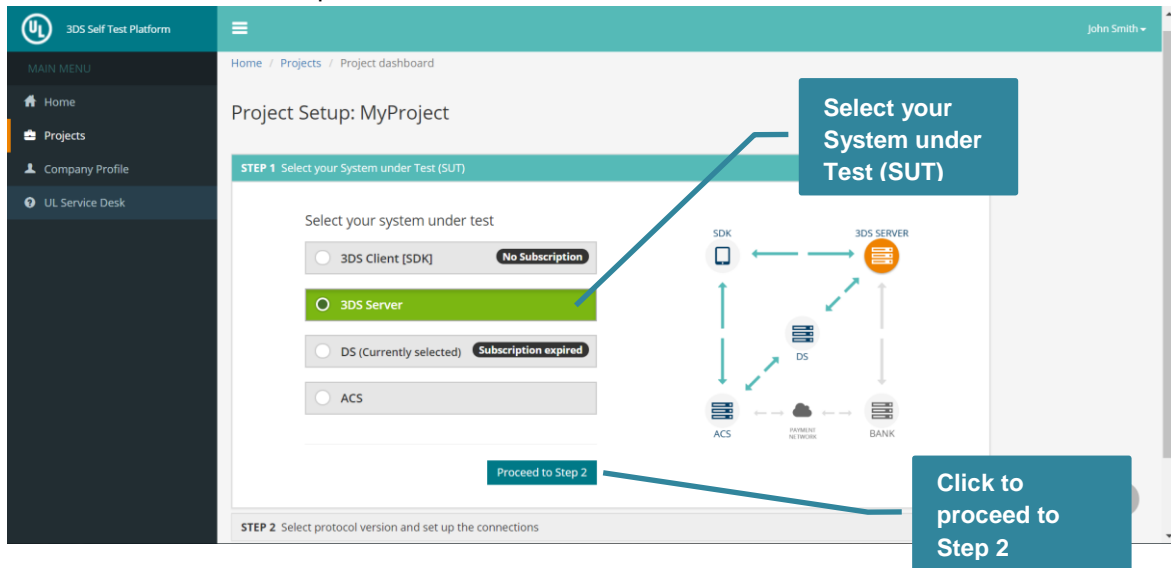 UL
3DS Self Test Platform
John Smith
MAIN MENU
Home
Projects
Company Profile
UL Service Desk
Home / Projects / Project dashboard
Project Setup: MyProject
Select your
System under
Test (SUT)
STEP 1 Select your System under Test (SUT)
Select your system under test
3DS Client [SDK] No Subscription
3DS Server
DS (Currently selected) Subscription expired
ACS
Proceed to Step 2
SDK
3DS SERVER
DS
ACS
PAYMENT
NETWORK
BANK
Click to
proceed to
Step 2
STEP 2 Select protocol version and set up the connections